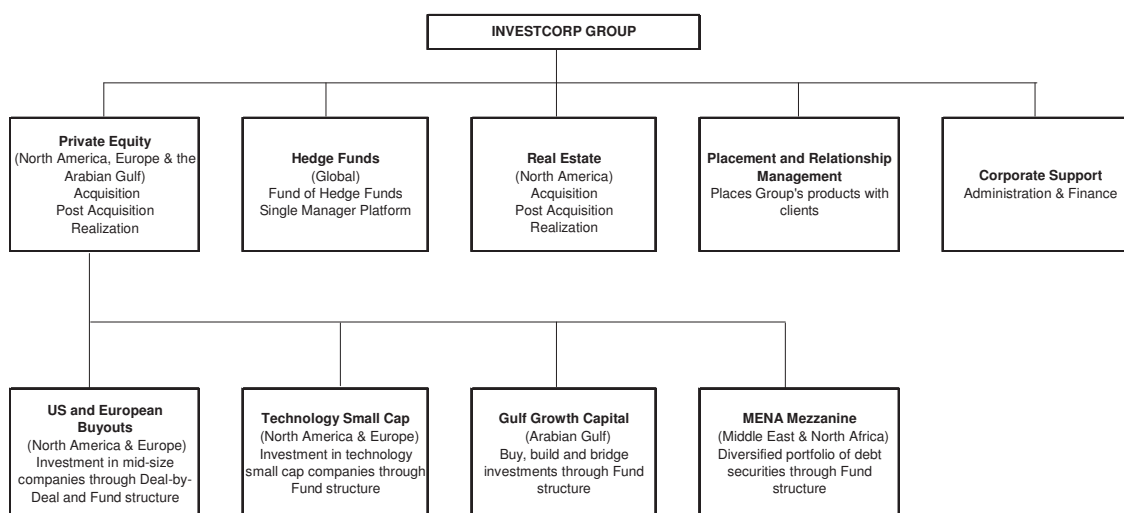 INVESTCORP GROUP
Private Equity
(North America, Europe & the
Arabian Gulf)
Acquisition
Post Acquisition
Realization
Hedge Funds
(Global)
Fund of Hedge Funds
Single Manager Platform
Real Estate
(North America)
Acquisition
Post Acquisition
Realization
Placement and Relationship
Management
Places Group's products with
clients
Corporate Support
Administration & Finance
US and European
Buyouts
(North America & Europe)
Investment in mid-size
companies through Deal-by-
Deal and Fund structure
Technology Small Cap
(North America & Europe)
Investment in technology
small cap companies through
Fund structure
Gulf Growth Capital
(Arabian Gulf)
Buy, build and bridge
investments through Fund
structure
MENA Mezzanine
(Middle East & North Africa)
Diversified portfolio of debt
securities through Fund
structure